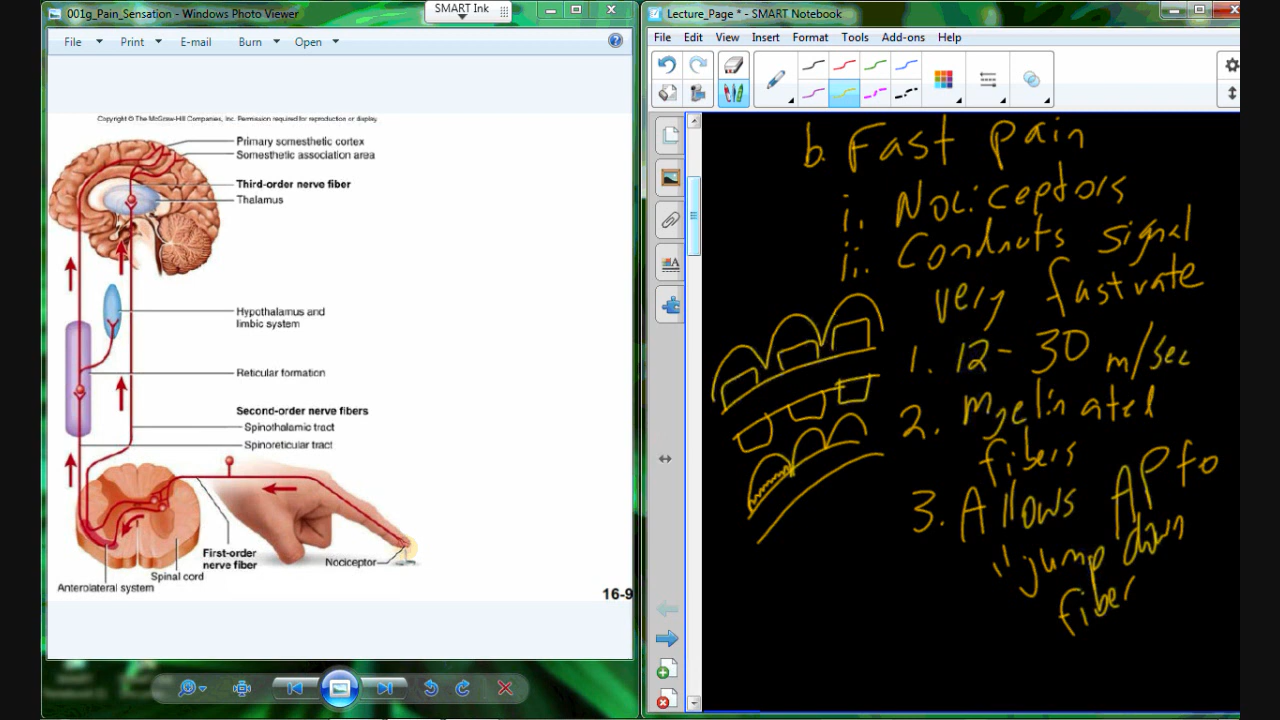 001g_Pain_Sensation - Windows Photo Viewer
SMART Ink
File
Print
E-mail
Burn
Open
Copyright © The McGraw-Hill Companies, Inc. Permission required for reproduction or display.
Primary somesthetic cortex
Somesthetic association area
Third-order nerve fiber
Thalamus
Hypothalamus and
limbic system
Reticular formation
Second-order nerve fibers
Spinothalamic tract
Spinoreticular tract
First-order
nerve fiber
Nociceptor
Spinal cord
Anterolateral system
16-9
Lecture_Page * - SMART Notebook
File Edit View Insert Format Tools Add-ons Help
b. Fast pain
i. Nociceptors
ii. Conducts signal
very fast rate
1. 12-30 m/sec
2. Myelinated
fibers
3. Allows AP to
"jump down
fiber